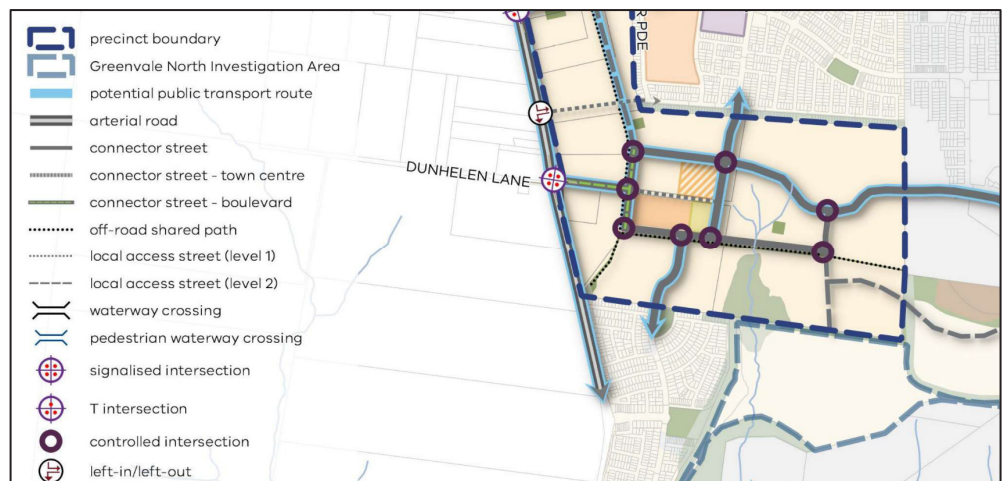 precinct boundary
Greenvale North Investigation Area
potential public transport route
arterial road
connector street
connector street - town centre
connector street - boulevard
off-road shared path
local access street (level 1)
local access street (level 2)
waterway crossing
pedestrian waterway crossing
signalised intersection
T intersection
controlled intersection
left-in/left-out
DUNHELEN LANE
R PDE